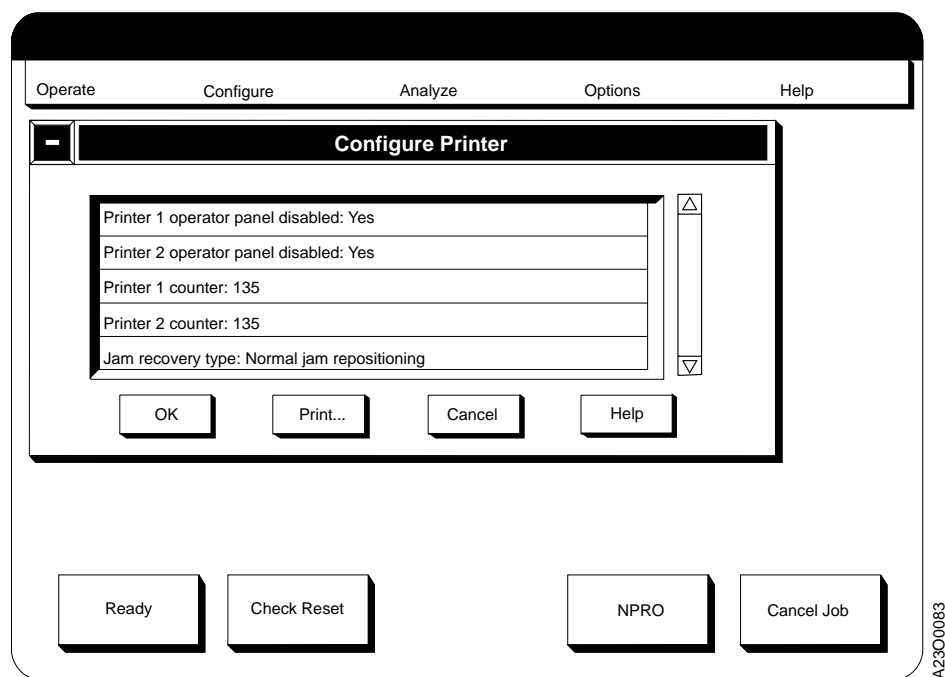 Operate Configure Analyze Options Help
Configure Printer
Printer 1 operator panel disabled: Yes
Printer 2 operator panel disabled: Yes
Printer 1 counter: 135
Printer 2 counter: 135
Jam recovery type: Normal jam repositioning
OK Print... Cancel Help
Ready Check Reset NPRO Cancel Job
A23O0083